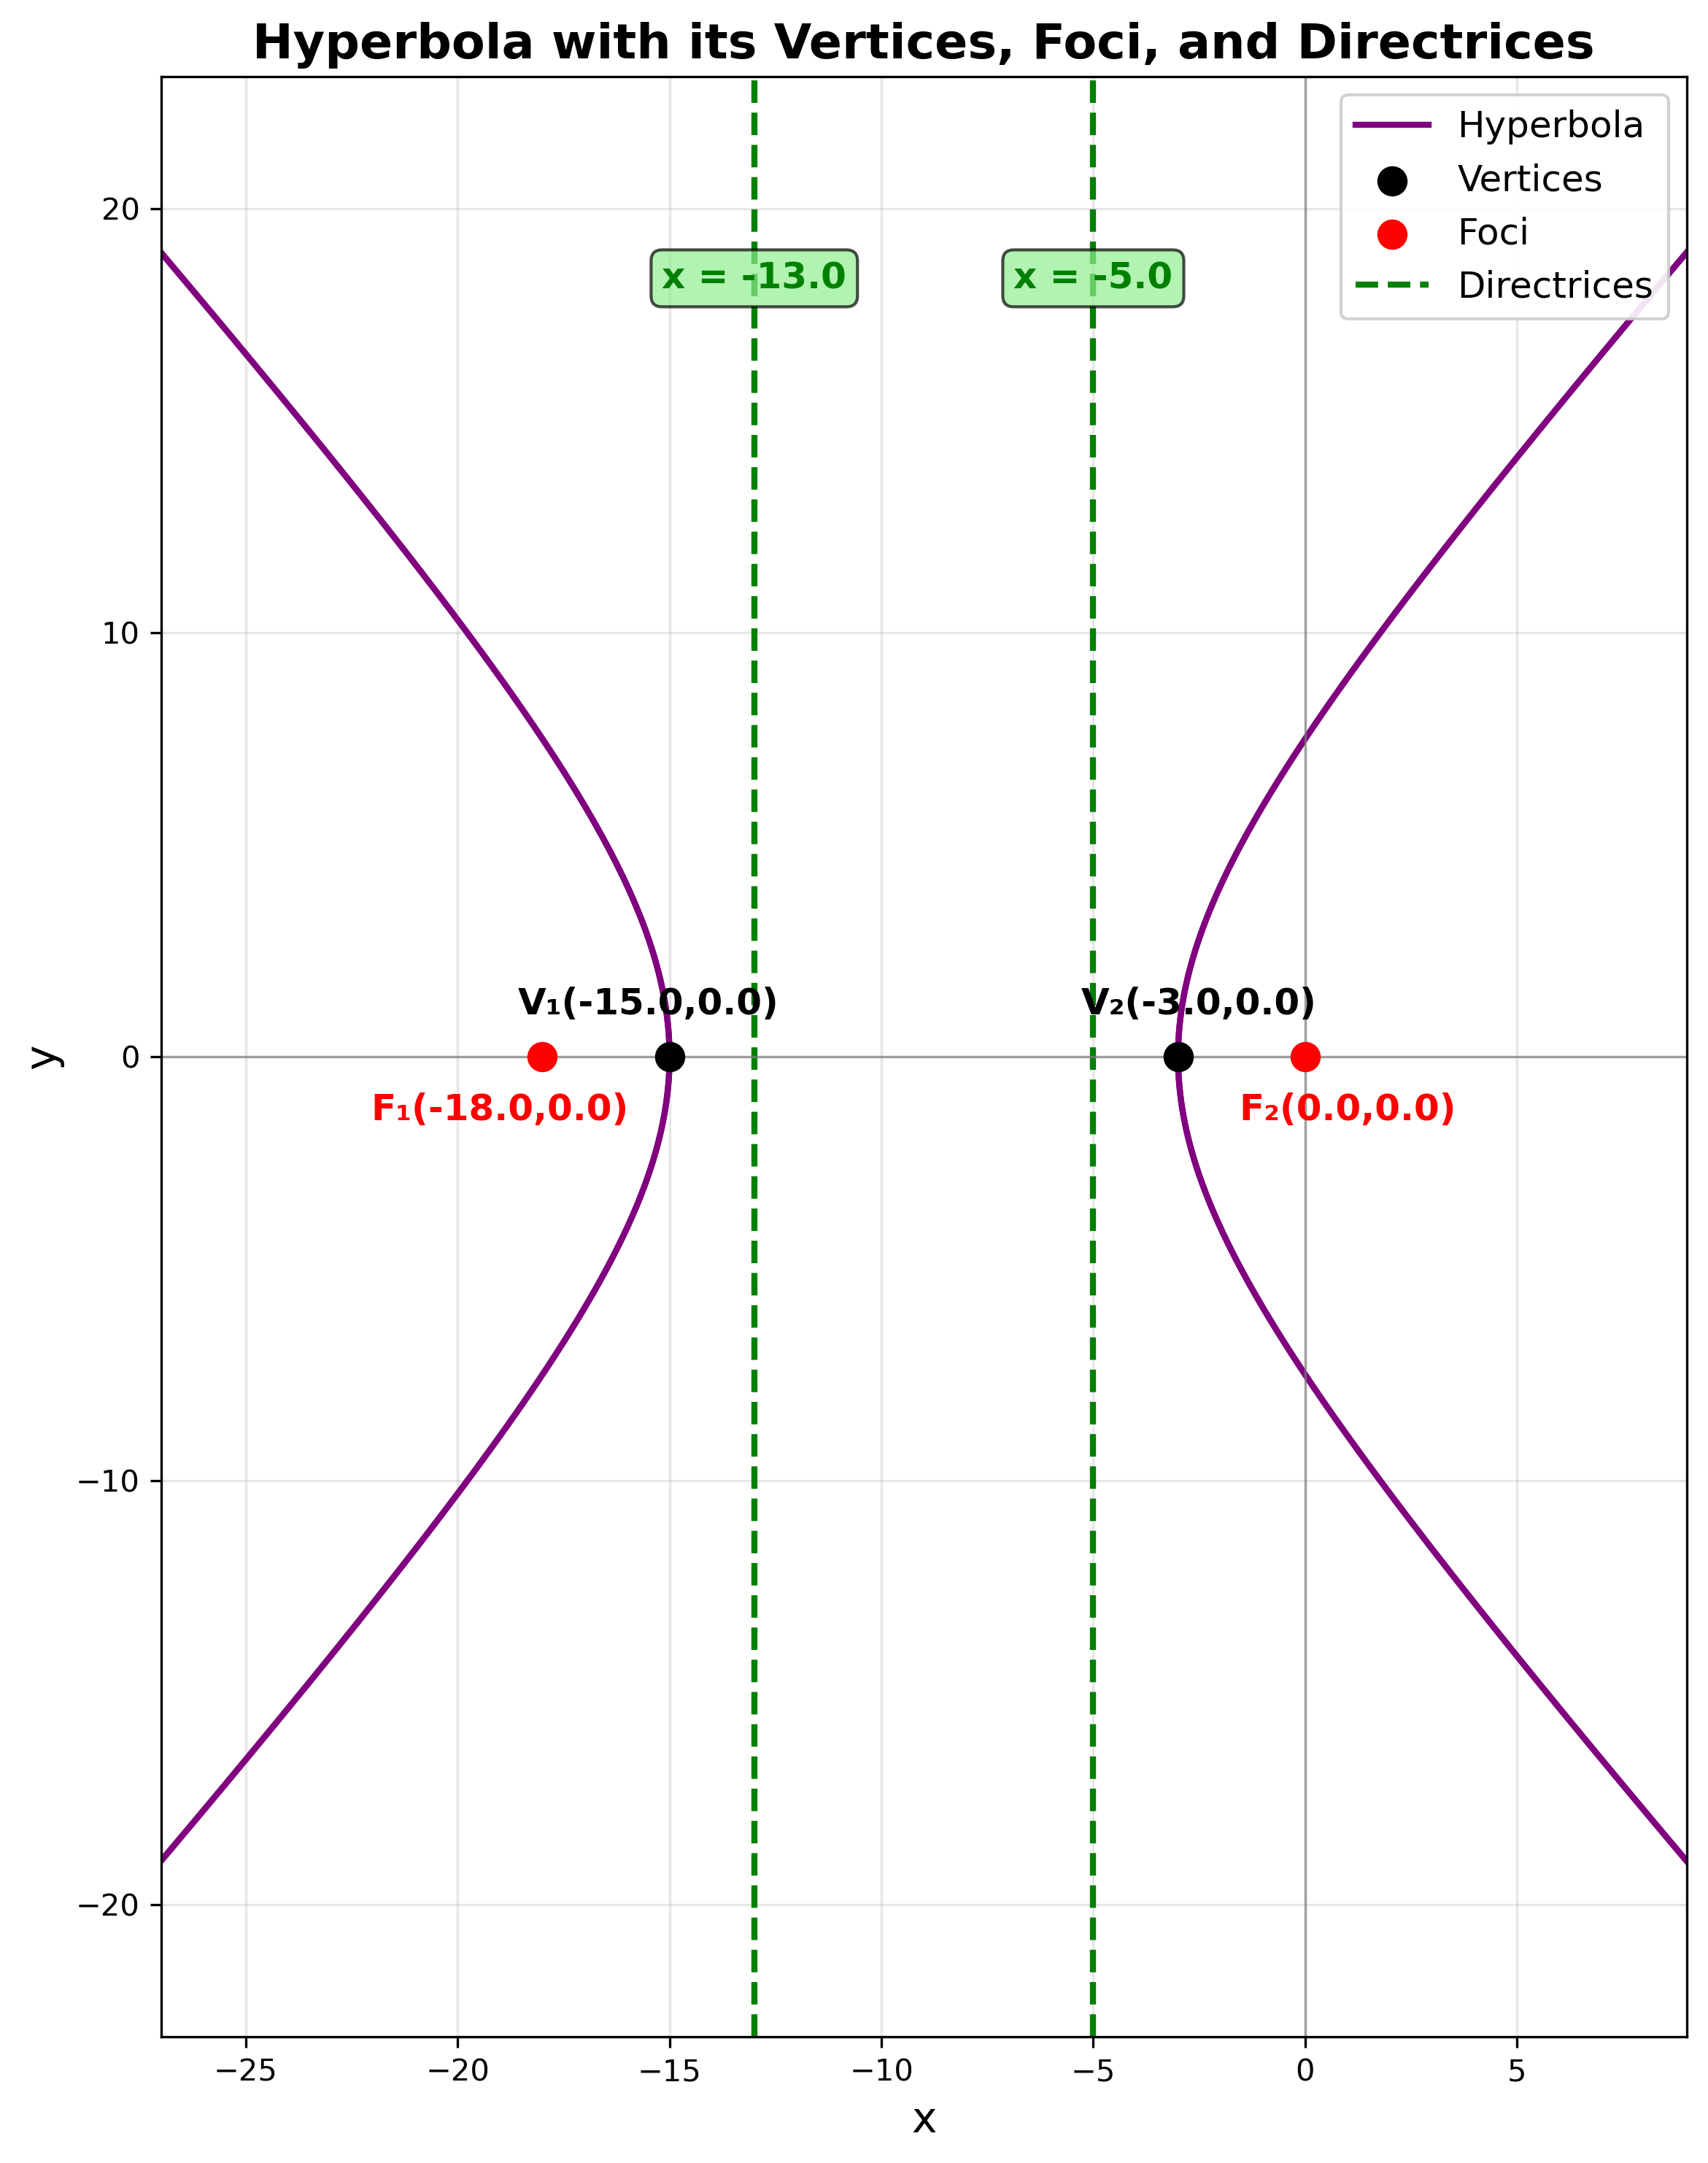 Hyperbola with its Vertices, Foci, and Directrices
Hyperbola
Vertices
Foci
Directrices
x = -13.0
x = -5.0
V₁(-15.0,0.0)
V₂(-3.0,0.0)
F₁(-18.0,0.0)
F₂(0.0,0.0)
y
20
10
0
−10
−20
−25 −20 −15 −10 −5 0 5
x